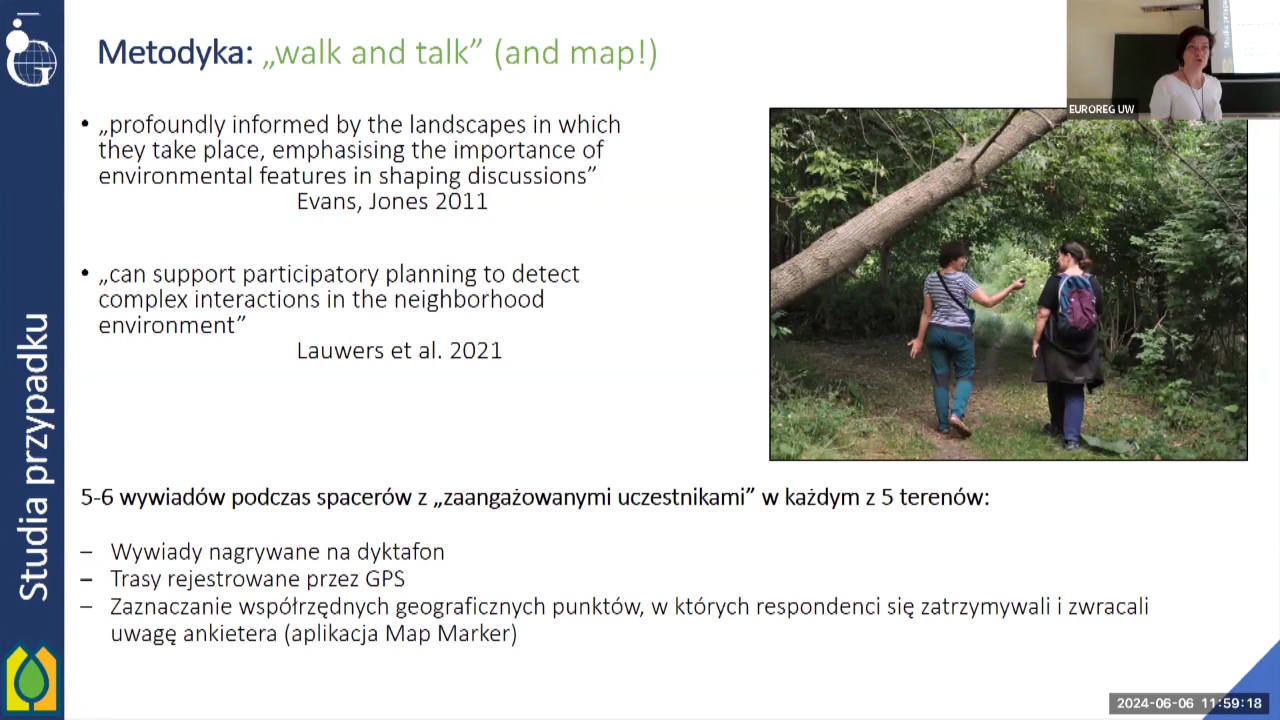 Metodyka: „walk and talk” (and map!)
• „profoundly informed by the landscapes in which
they take place, emphasising the importance of
environmental features in shaping discussions”
Evans, Jones 2011
• „can support participatory planning to detect
complex interactions in the neighborhood
environment”
Lauwers et al. 2021
EUROREG UW
Studia przypadku
5-6 wywiadów podczas spacerów z „zaangażowanymi uczestnikami” w każdym z 5 terenów:
– Wywiady nagrywane na dyktafon
– Trasy rejestrowane przez GPS
– Zaznaczanie współrzędnych geograficznych punktów, w których respondenci się zatrzymywali i zwracali
uwagę ankietera (aplikacja Map Marker)
2024-06-06 11:59:18